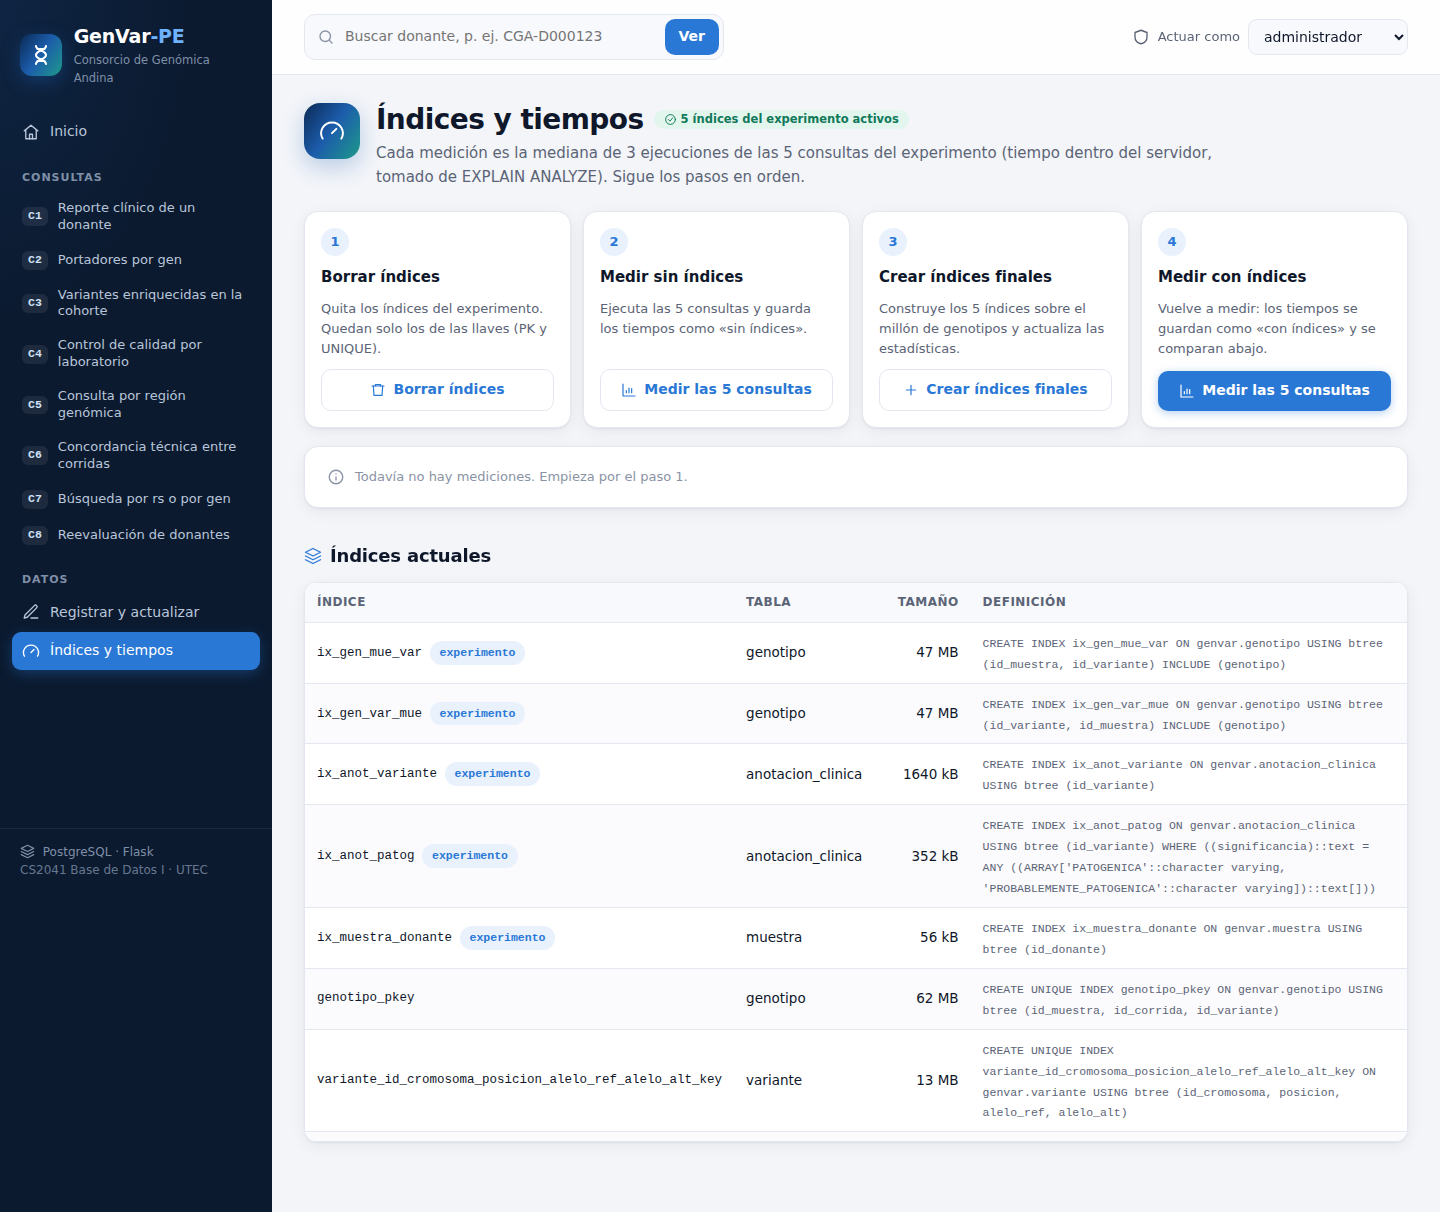 GenVar-PE
Consorcio de Genómica
Andina
Inicio
CONSULTAS
C1 Reporte clínico de un
donante
C2 Portadores por gen
C3 Variantes enriquecidas en la
cohorte
C4 Control de calidad por
laboratorio
C5 Consulta por región
genómica
C6 Concordancia técnica entre
corridas
C7 Búsqueda por rs o por gen
C8 Reevaluación de donantes
DATOS
Registrar y actualizar
Índices y tiempos
PostgreSQL · Flask
CS2041 Base de Datos I · UTEC
Buscar donante, p. ej. CGA-D000123 Ver
Actuar como administrador
Índices y tiempos 5 índices del experimento activos
Cada medición es la mediana de 3 ejecuciones de las 5 consultas del experimento (tiempo dentro del servidor,
tomado de EXPLAIN ANALYZE). Sigue los pasos en orden.
1
Borrar índices
Quita los índices del experimento.
Quedan solo los de las llaves (PK y
UNIQUE).
Borrar índices
2
Medir sin índices
Ejecuta las 5 consultas y guarda
los tiempos como «sin índices».
Medir las 5 consultas
3
Crear índices finales
Construye los 5 índices sobre el
millón de genotipos y actualiza las
estadísticas.
Crear índices finales
4
Medir con índices
Vuelve a medir: los tiempos se
guardan como «con índices» y se
comparan abajo.
Medir las 5 consultas
Todavía no hay mediciones. Empieza por el paso 1.
Índices actuales
ÍNDICE TABLA TAMAÑO DEFINICIÓN
ix_gen_mue_var experimento genotipo 47 MB CREATE INDEX ix_gen_mue_var ON genvar.genotipo USING btree
(id_muestra, id_variante) INCLUDE (genotipo)
ix_gen_var_mue experimento genotipo 47 MB CREATE INDEX ix_gen_var_mue ON genvar.genotipo USING btree
(id_variante, id_muestra) INCLUDE (genotipo)
ix_anot_variante experimento anotacion_clinica 1640 kB CREATE INDEX ix_anot_variante ON genvar.anotacion_clinica
USING btree (id_variante)
ix_anot_patog experimento anotacion_clinica 352 kB CREATE INDEX ix_anot_patog ON genvar.anotacion_clinica
USING btree (id_variante) WHERE ((significancia)::text =
ANY ((ARRAY['PATOGENICA'::character varying,
'PROBABLEMENTE_PATOGENICA'::character varying])::text[]))
ix_muestra_donante experimento muestra 56 kB CREATE INDEX ix_muestra_donante ON genvar.muestra USING
btree (id_donante)
genotipo_pkey genotipo 62 MB CREATE UNIQUE INDEX genotipo_pkey ON genvar.genotipo USING
btree (id_muestra, id_corrida, id_variante)
variante_id_cromosoma_posicion_alelo_ref_alelo_alt_key variante 13 MB CREATE UNIQUE INDEX
variante_id_cromosoma_posicion_alelo_ref_alelo_alt_key ON
genvar.variante USING btree (id_cromosoma, posicion,
alelo_ref, alelo_alt)